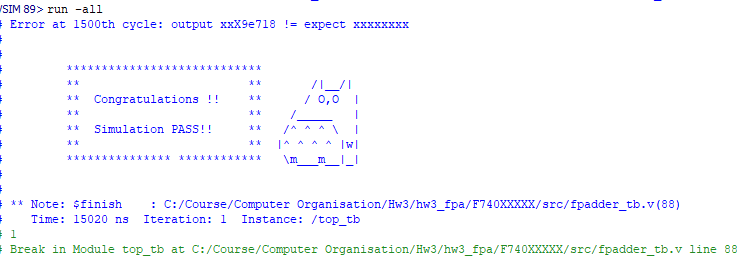 VSIM 89> run -all
# Error at 1500th cycle: output xxX9e718 != expect xxxxxxxx
#
#
#       *****************************
#       **                         **       /|__/|
#       **  Congratulations !!    **      / O,O  |
#       **                         **    /_____   |
#       **  Simulation PASS!!     **   /^ ^ ^ \  |
#       **                         **  |^ ^ ^ ^ |w|
#       *************** ************   \m___m__|_|
#
#
# ** Note: $finish    : C:/Course/Computer Organisation/Hw3/hw3_fpa/F740XXXXX/src/fpadder_tb.v(88)
#    Time: 15020 ns  Iteration: 1  Instance: /top_tb
# 1
# Break in Module top_tb at C:/Course/Computer Organisation/Hw3/hw3_fpa/F740XXXXX/src/fpadder_tb.v line 88